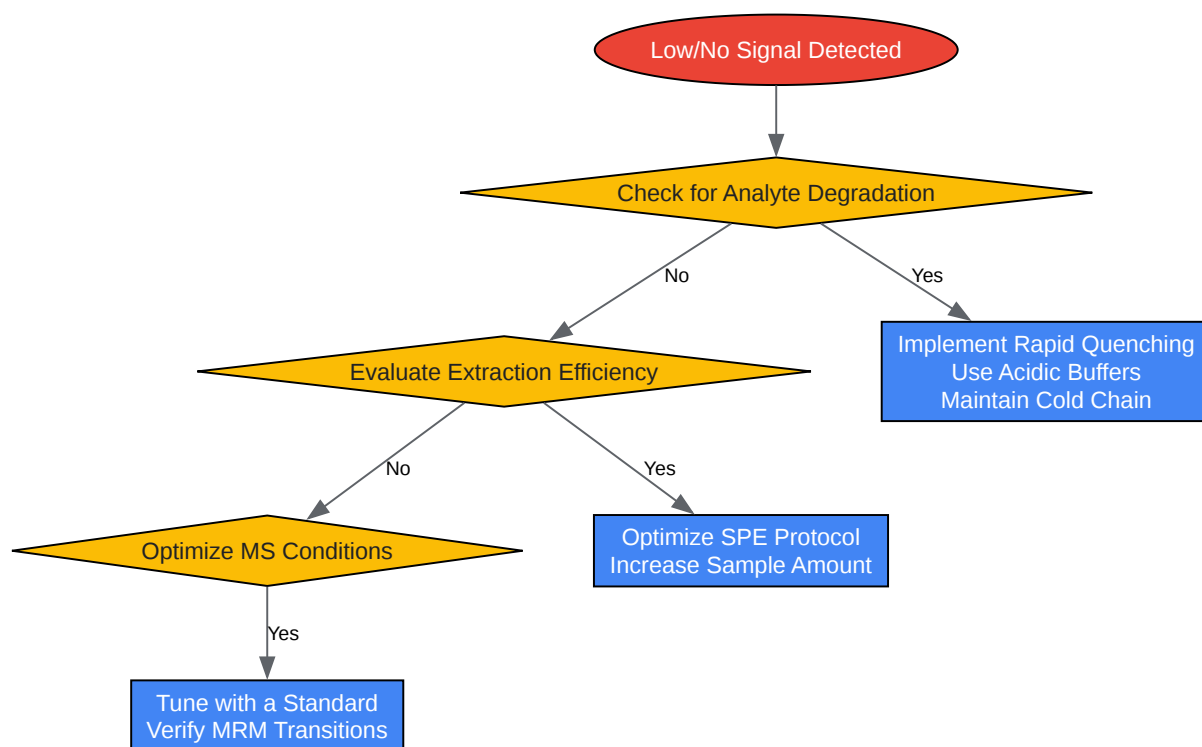 Low/No Signal Detected
Check for Analyte Degradation
No
Yes
Implement Rapid Quenching
Use Acidic Buffers
Maintain Cold Chain
Evaluate Extraction Efficiency
No
Yes
Optimize MS Conditions
Optimize SPE Protocol
Increase Sample Amount
Yes
Tune with a Standard
Verify MRM Transitions